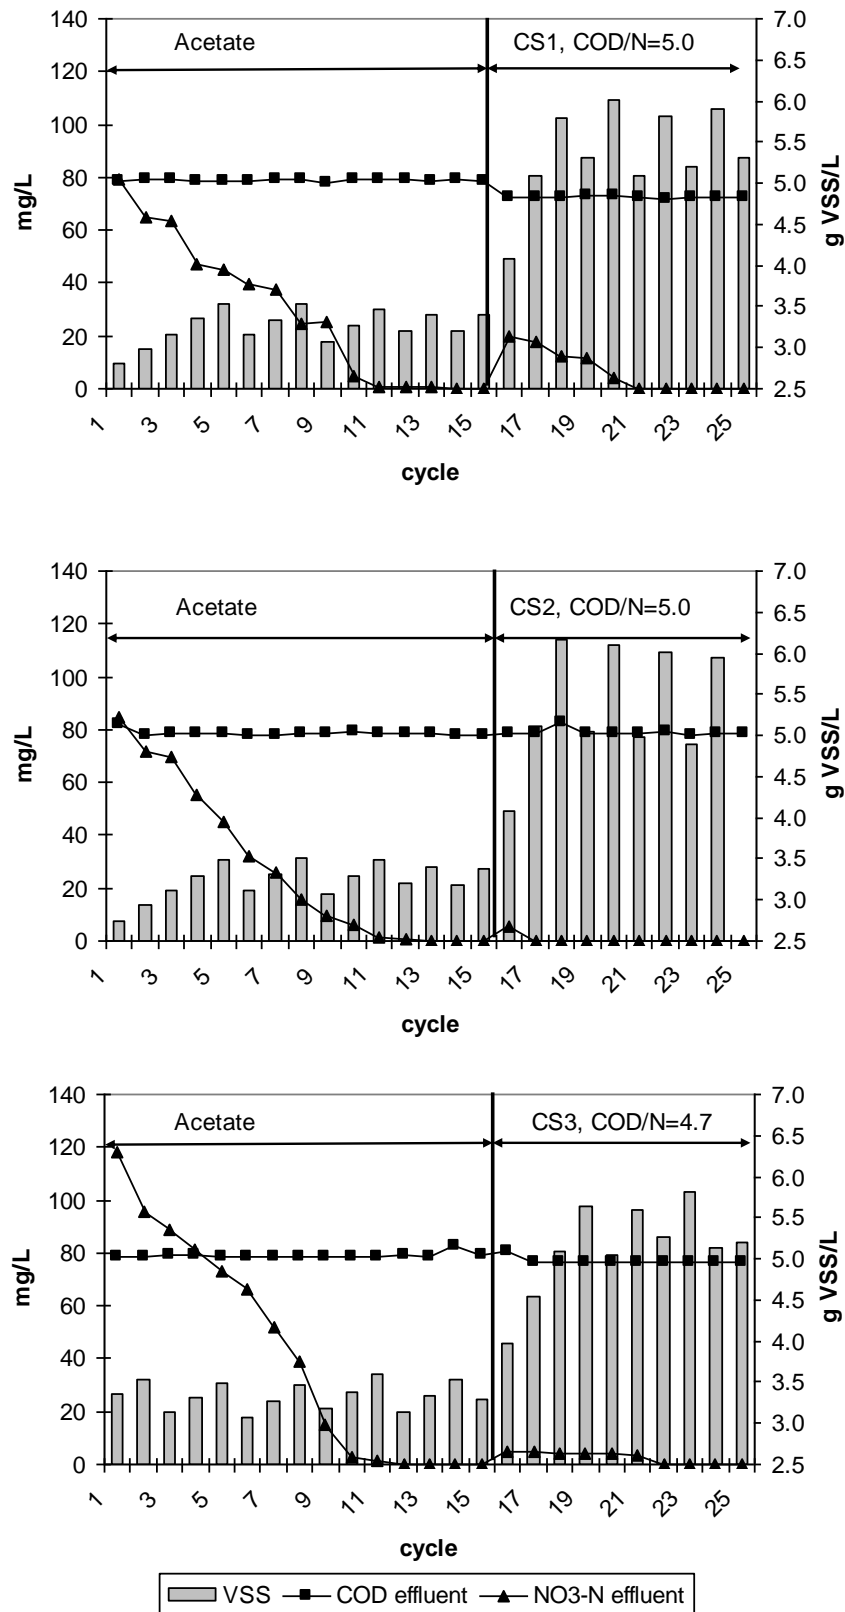 140
120
100
80
60
40
20
0
mg/L
Acetate
CS1, COD/N=5.0
7.0
6.5
6.0
5.5
5.0
4.5
4.0
3.5
3.0
2.5
g VSS/L
1 3 5 7 9 11 13 15 17 19 21 23 25
cycle
140
120
100
80
60
40
20
0
mg/L
Acetate
CS2, COD/N=5.0
7.0
6.5
6.0
5.5
5.0
4.5
4.0
3.5
3.0
2.5
g VSS/L
1 3 5 7 9 11 13 15 17 19 21 23 25
cycle
140
120
100
80
60
40
20
0
mg/L
Acetate
CS3, COD/N=4.7
7.0
6.5
6.0
5.5
5.0
4.5
4.0
3.5
3.0
2.5
g VSS/L
1 3 5 7 9 11 13 15 17 19 21 23 25
cycle
VSS COD effluent NO3-N effluent